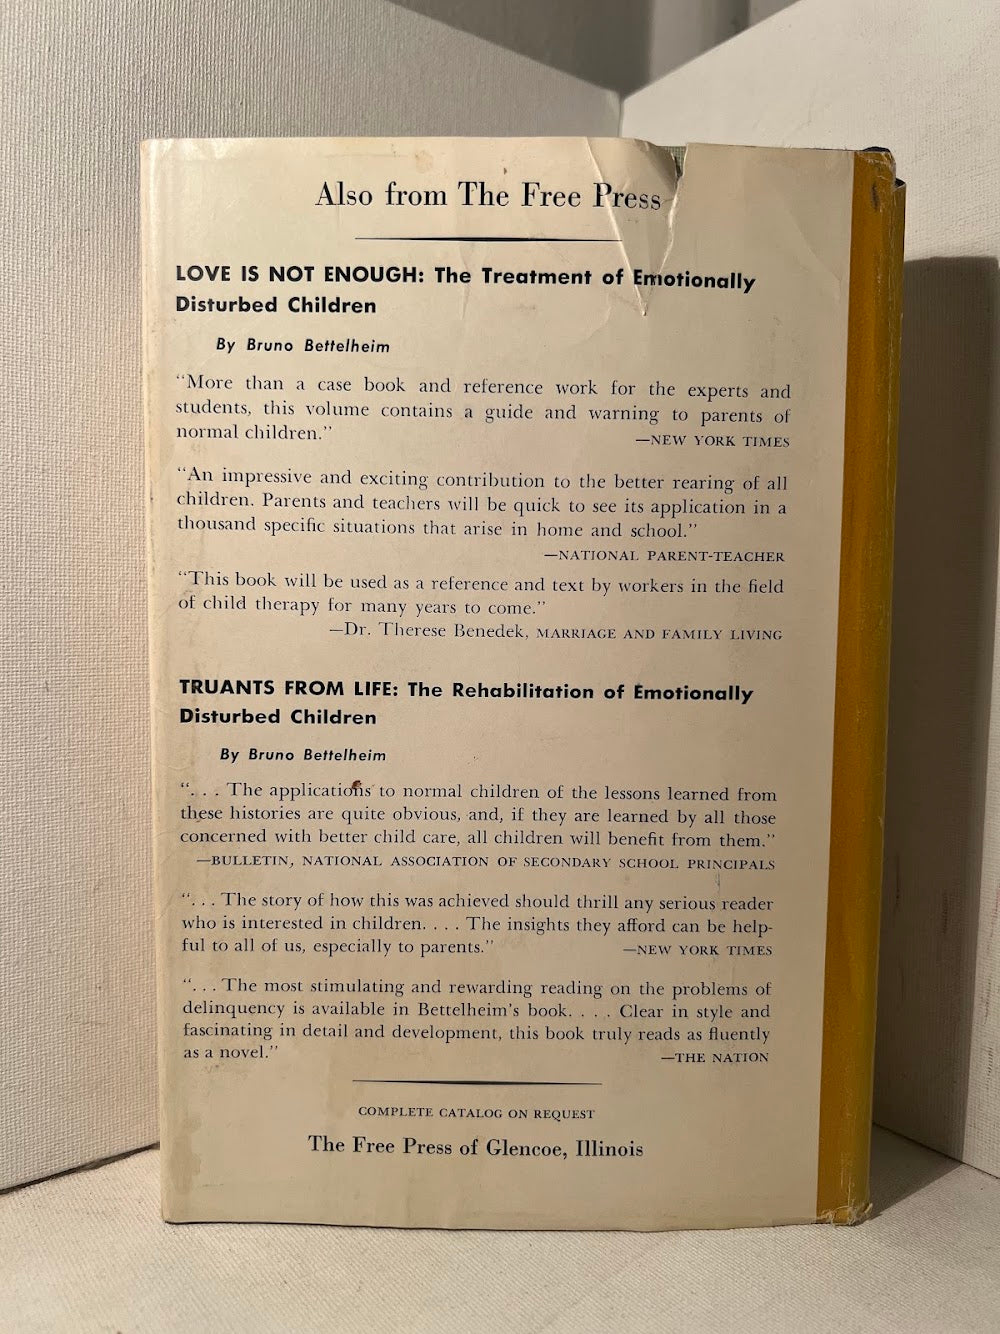 Also from The Free Press
LOVE IS NOT ENOUGH: The Treatment of Emotionally
Disturbed Children
By Bruno Bettelheim
“More than a case book and reference work for the experts and
students, this volume contains a guide and warning to parents of
normal children.” —NEW YORK TIMES
“An impressive and exciting contribution to the better rearing of all
children. Parents and teachers will be quick to see its application in a
thousand specific situations that arise in home and school.”
—NATIONAL PARENT-TEACHER
“This book will be used as a reference and text by workers in the field
of child therapy for many years to come.”
—Dr. Therese Benedek, MARRIAGE AND FAMILY LIVING
TRUANTS FROM LIFE: The Rehabilitation of Emotionally
Disturbed Children
By Bruno Bettelheim
“. . . The applications to normal children of the lessons learned from
these histories are quite obvious, and, if they are learned by all those
concerned with better child care, all children will benefit from them.”
—BULLETIN, NATIONAL ASSOCIATION OF SECONDARY SCHOOL PRINCIPALS
“. . . The story of how this was achieved should thrill any serious reader
who is interested in children. . . . The insights they afford can be help-
ful to all of us, especially to parents.” —NEW YORK TIMES
“. . . The most stimulating and rewarding reading on the problems of
delinquency is available in Bettelheim’s book. . . . Clear in style and
fascinating in detail and development, this book truly reads as fluently
as a novel.” —THE NATION
COMPLETE CATALOG ON REQUEST
The Free Press of Glencoe, Illinois